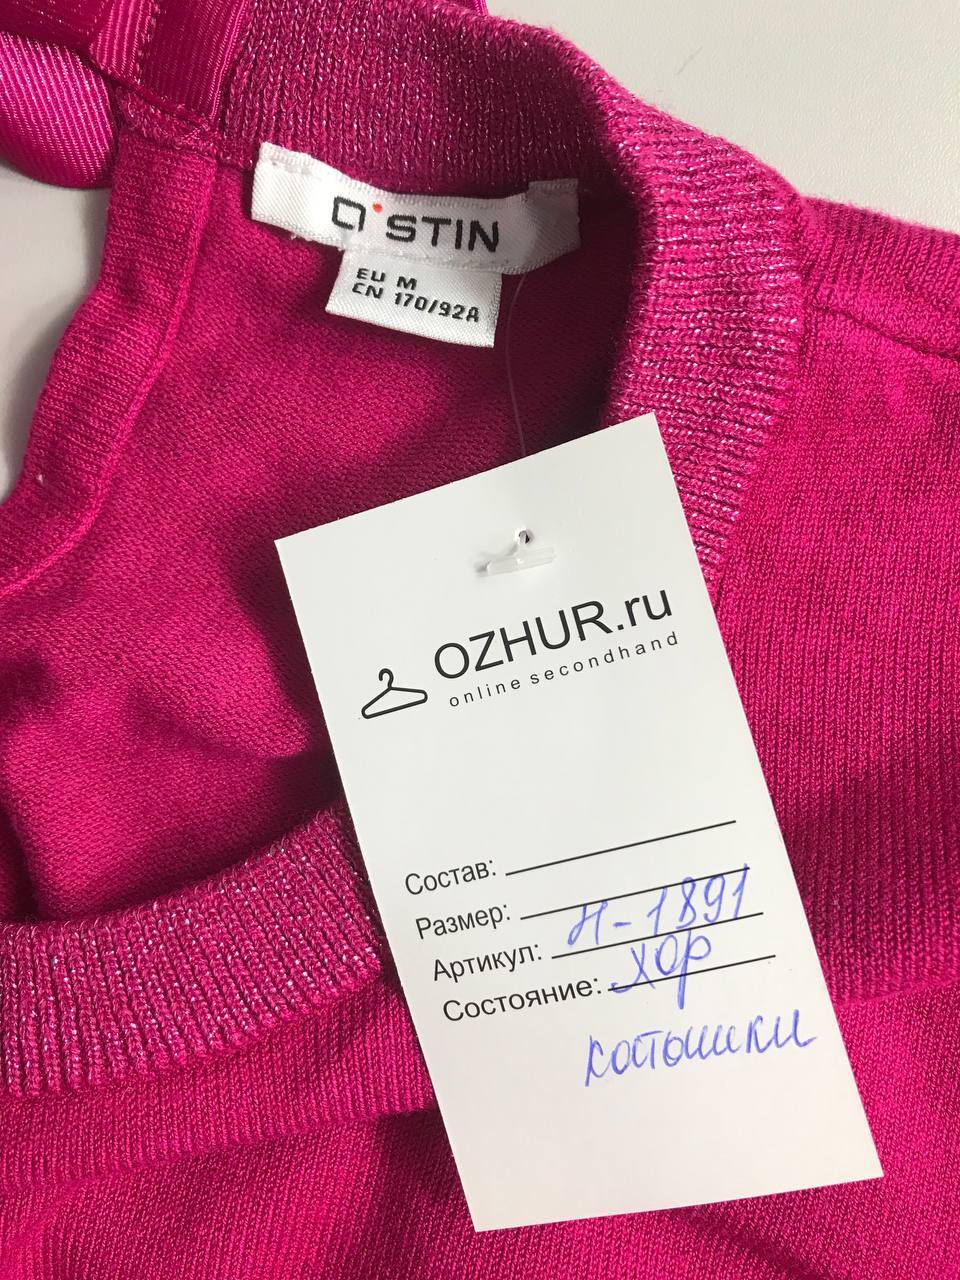 O'STIN
EU M
CN 170/92A
OZHUR.ru
online secondhand
Состав:
Размер:
Артикул: Н-1891
Состояние: хор
катышки